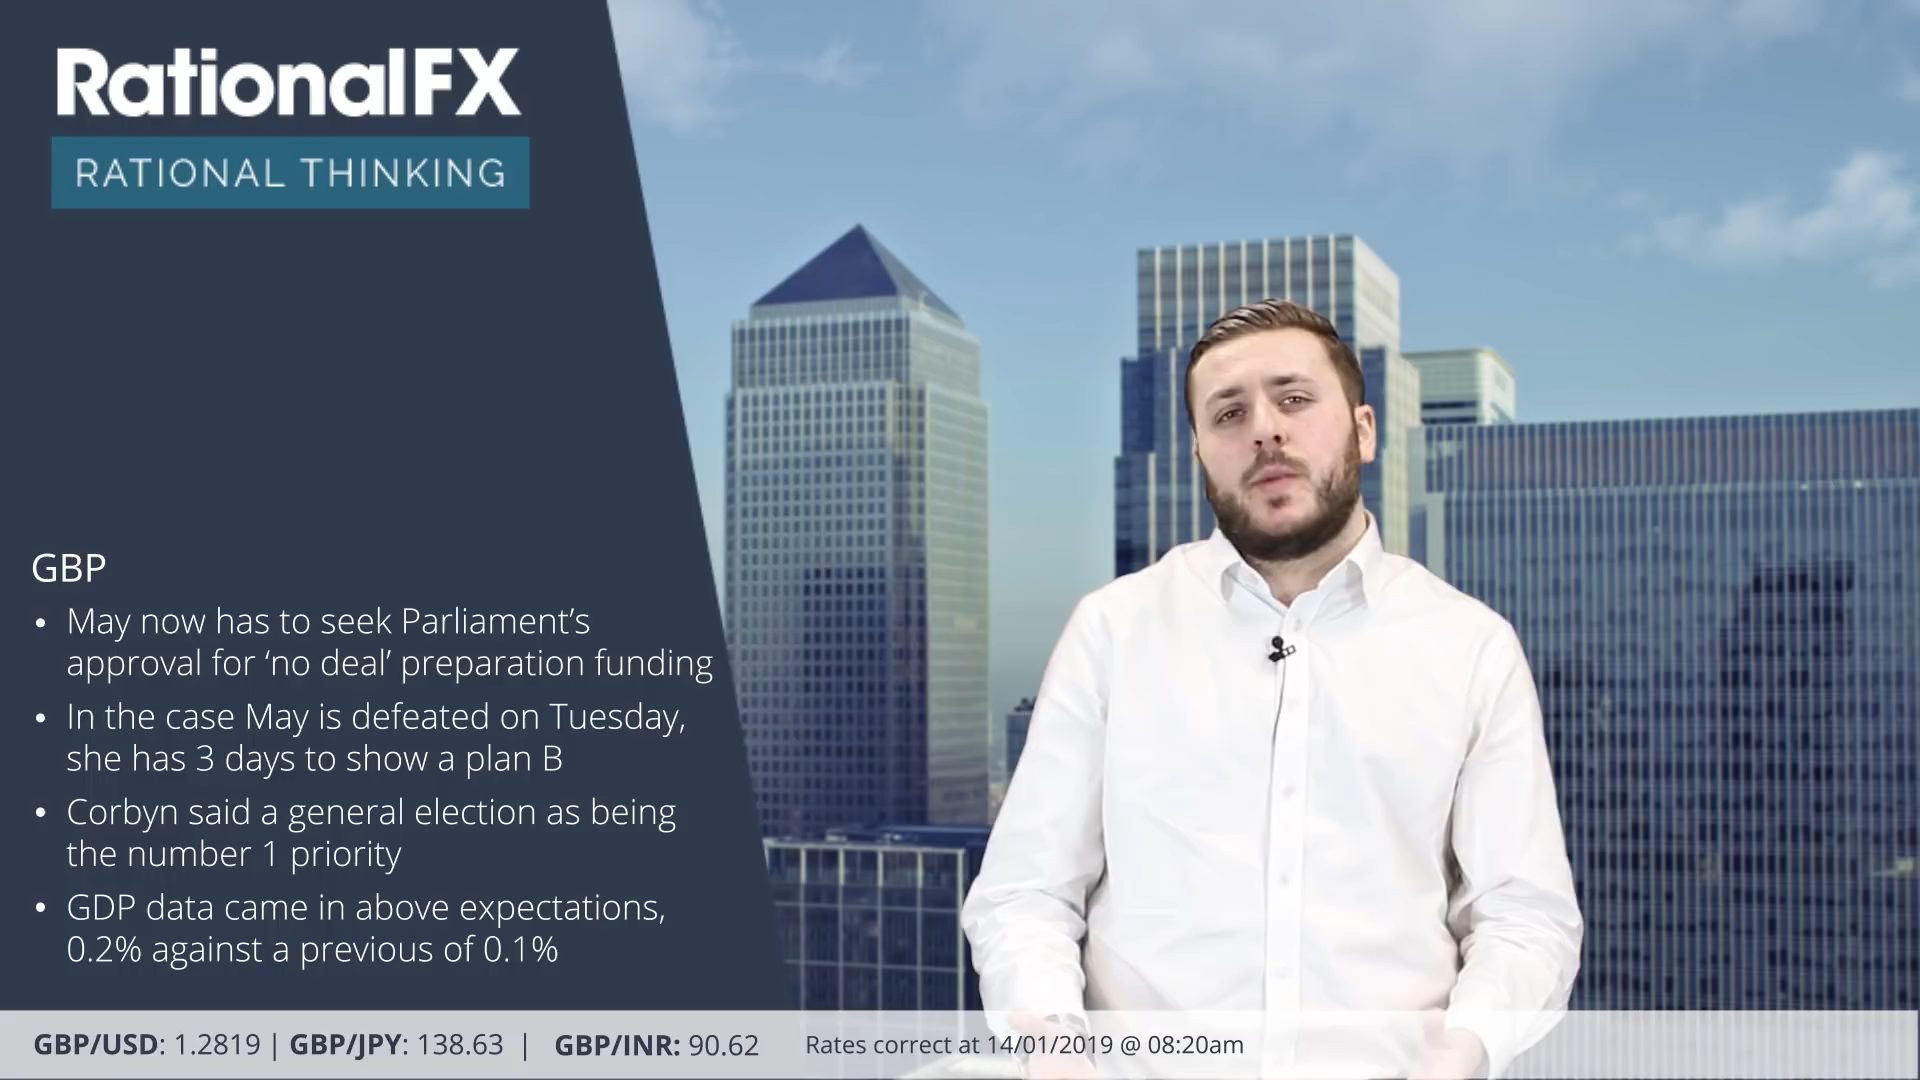 RationalFX
RATIONAL THINKING
GBP
• May now has to seek Parliament’s
approval for ‘no deal’ preparation funding
• In the case May is defeated on Tuesday,
she has 3 days to show a plan B
• Corbyn said a general election as being
the number 1 priority
• GDP data came in above expectations,
0.2% against a previous of 0.1%
GBP/USD: 1.2819 | GBP/JPY: 138.63 | GBP/INR: 90.62 Rates correct at 14/01/2019 @ 08:20am